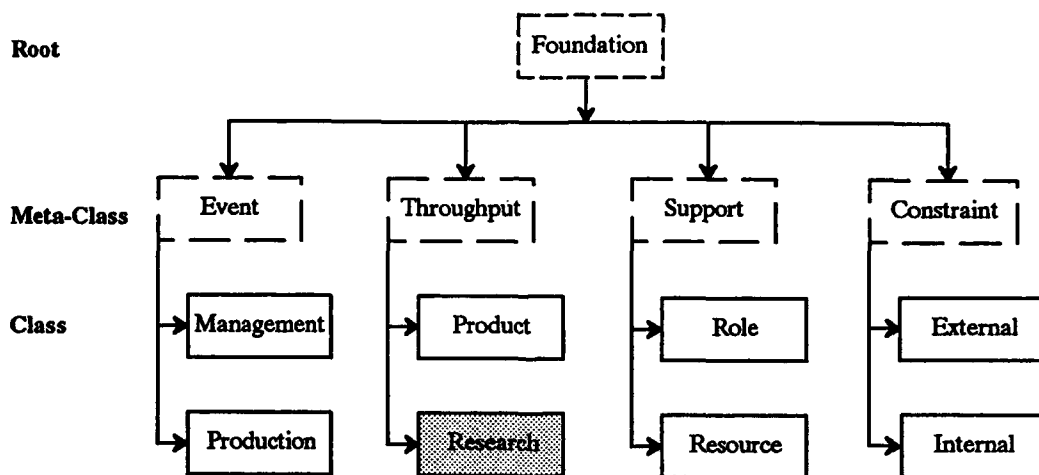 Root
Foundation
Meta-Class
Event
Throughput
Support
Constraint
Class
Management
Product
Role
External
Production
Research
Resource
Internal